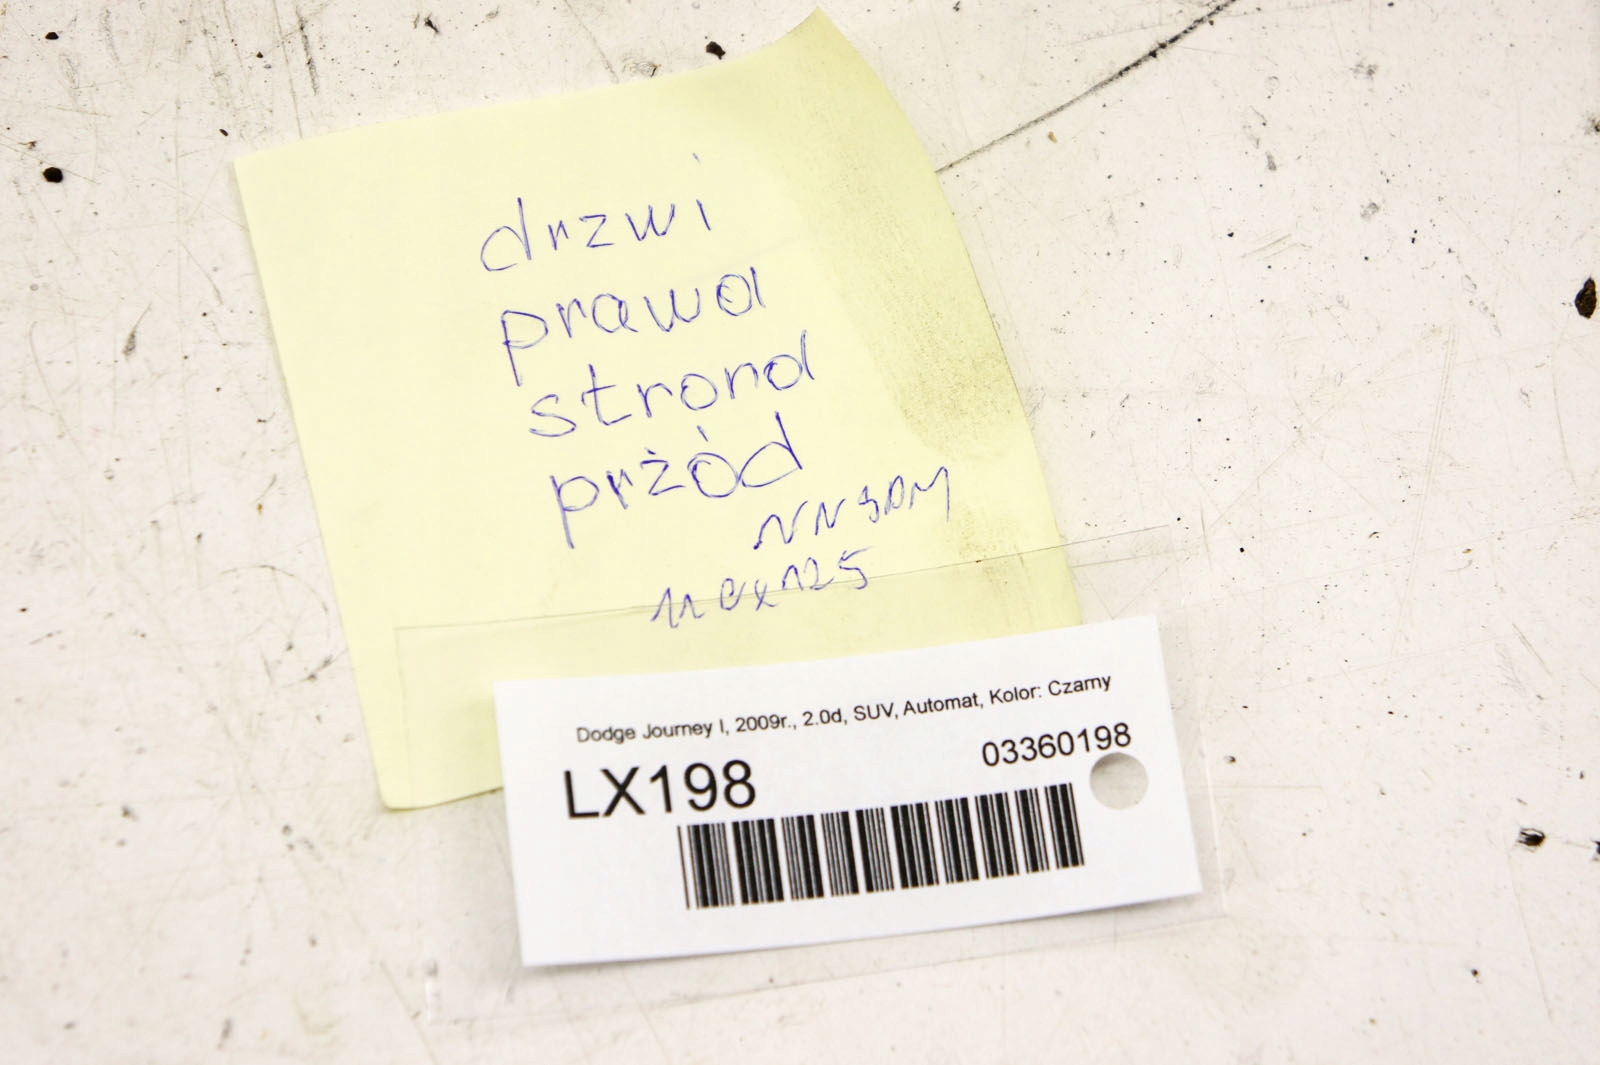 drzwi
prawa
strona
przód
Dodge Journey I, 2009r., 2.0d, SUV, Automat, Kolor: Czarny
03360198
LX198